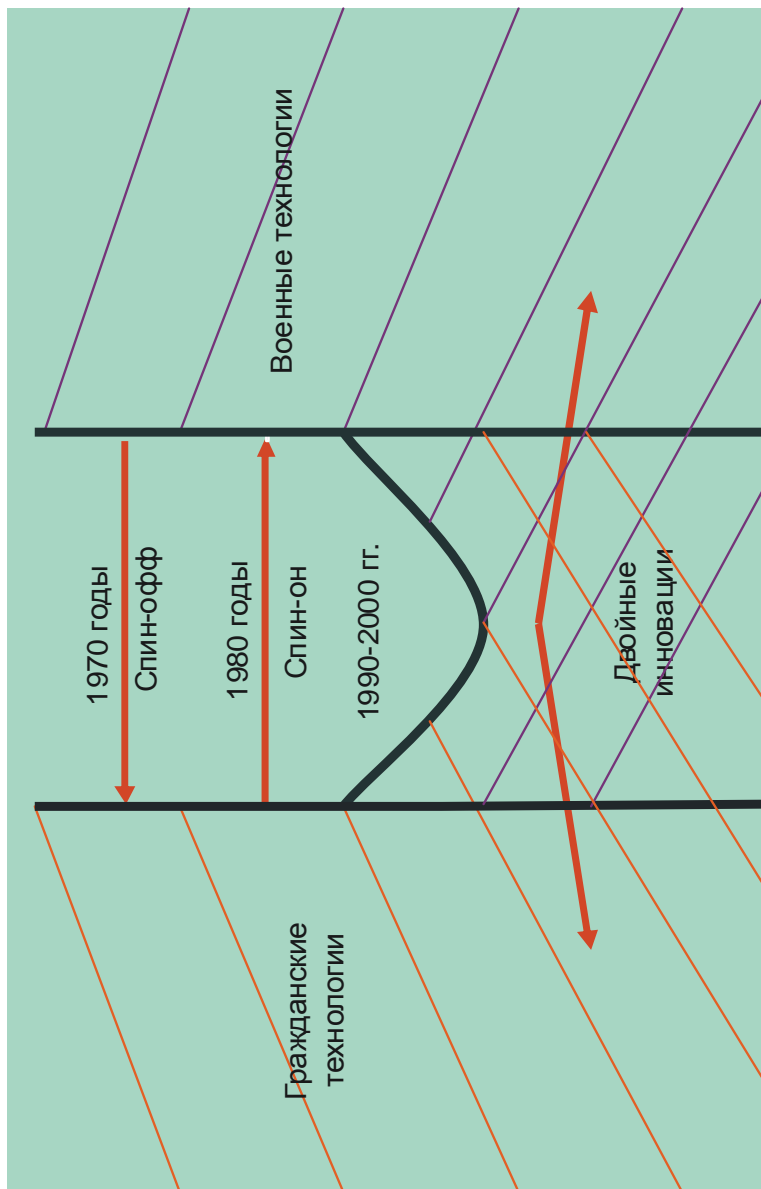 1970 годы
Спин-офф
1980 годы
Спин-он
1990-2000 гг.
Гражданские
технологии
Военные технологии
Двойные
инновации